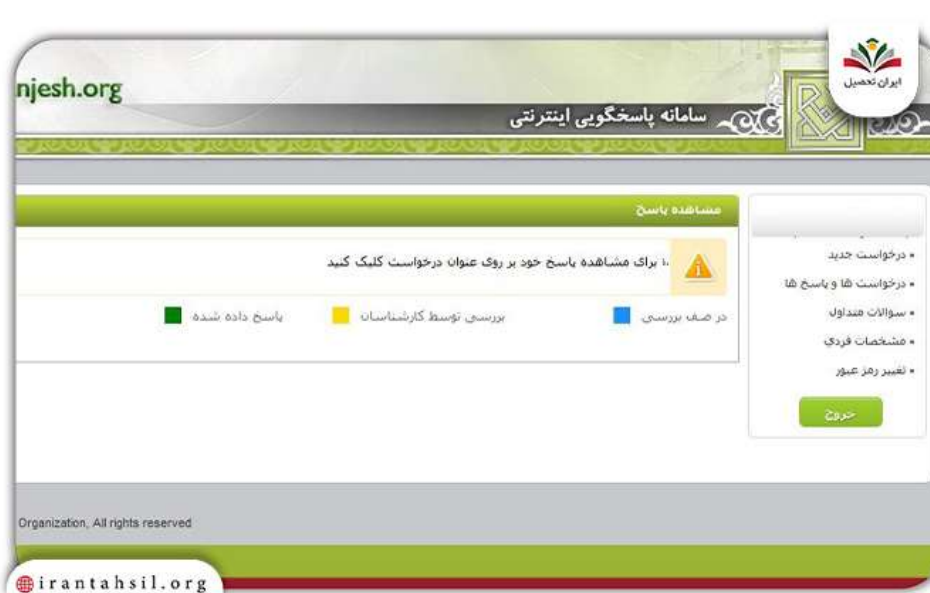 ایران تحصیل
njesh.org
سامانه پاسخگویی اینترنتی
مشاهده پاسخ
۱. برای مشاهده پاسخ خود بر روی عنوان درخواست کلیک کنید
در صف بررسی
بررسی توسط کارشناسان
پاسخ داده شده
درخواست جدید
درخواست ها و پاسخ ها
سوالات متداول
مشخصات فردي
تغییر رمز عبور
خروج
Organization, All rights reserved
irantahsil.org